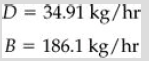 D = 34.91 kg/hr
B = 186.1 kg/hr